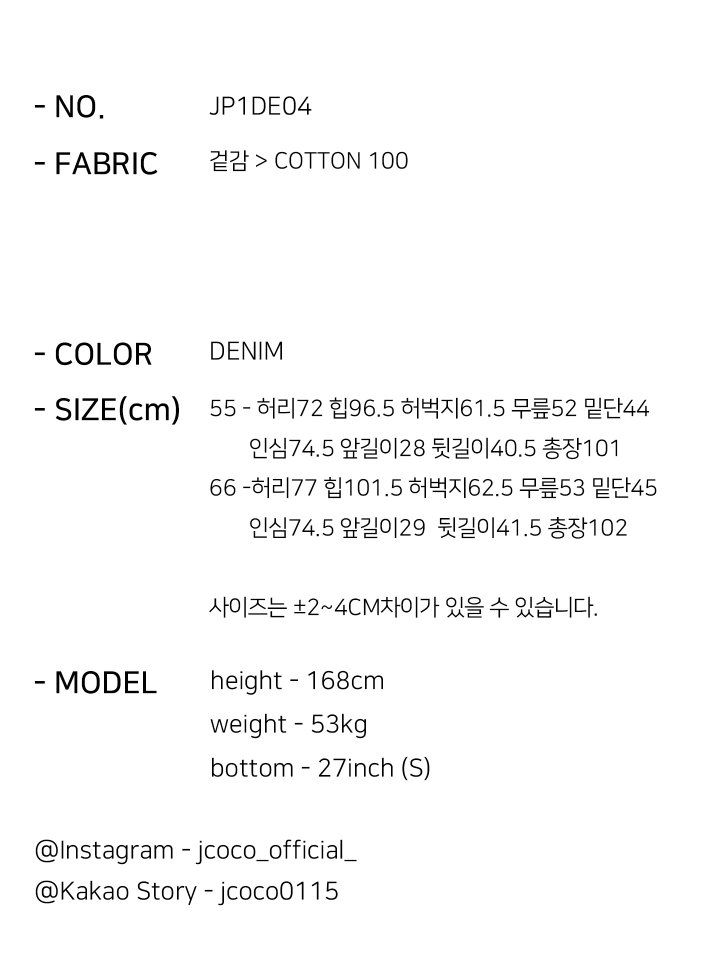 - NO. JP1DE04
- FABRIC 겉감 > COTTON 100
- COLOR DENIM
- SIZE(cm) 55 - 허리72 힙96.5 허벅지61.5 무릎52 밑단44
인심74.5 앞길이28 뒷길이40.5 총장101
66 -허리77 힙101.5 허벅지62.5 무릎53 밑단45
인심74.5 앞길이29 뒷길이41.5 총장102
사이즈는 ±2~4CM차이가 있을 수 있습니다.
- MODEL height - 168cm
weight - 53kg
bottom - 27inch (S)
@Instagram - jcoco_official_
@Kakao Story - jcoco0115